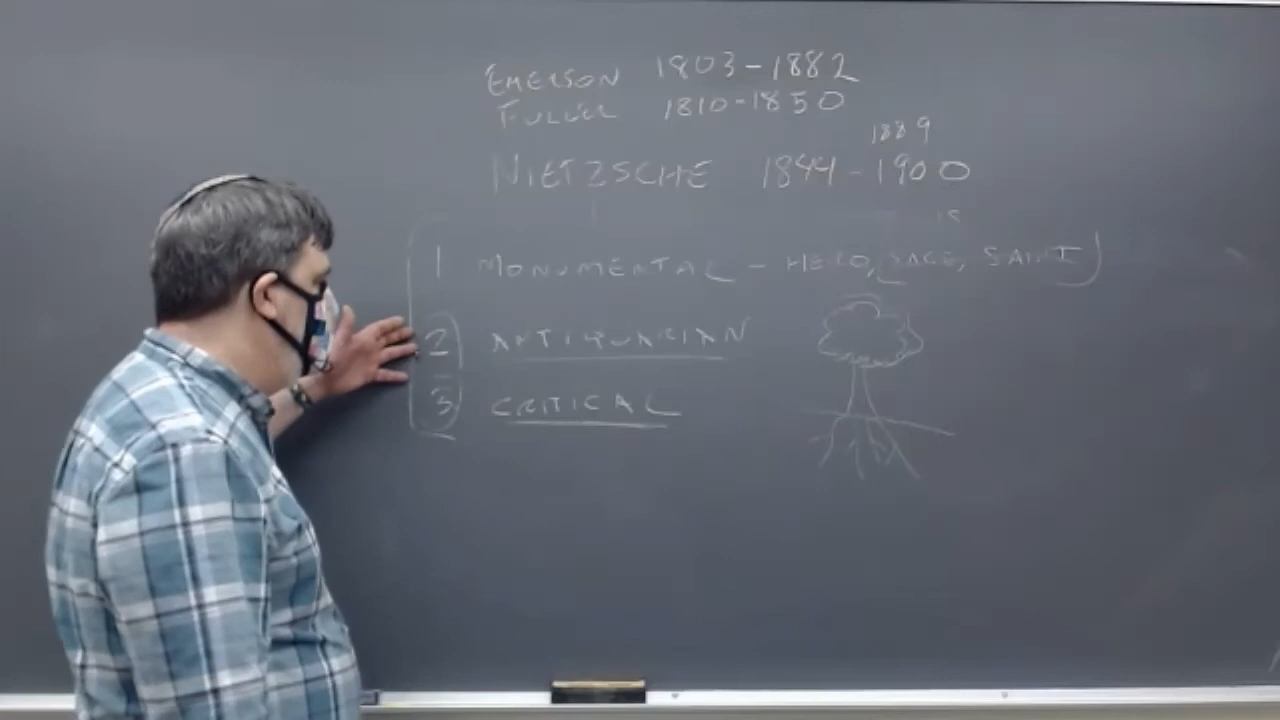 EMERSON 1803-1882
FULLER 1810-1850
1889
NIETZSCHE 1844-1900
1 MONUMENTAL - HERO, (SAGE, SAINT)
2 ANTIQUARIAN
3 CRITICAL